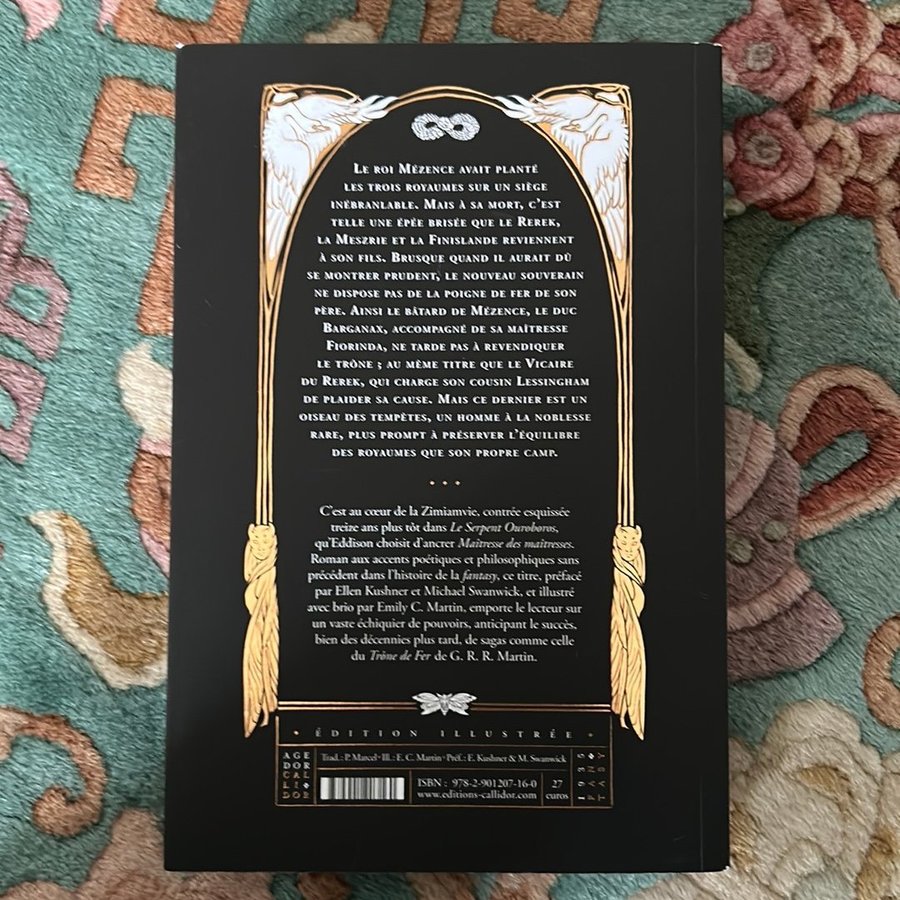 LE ROI MÉZENCE AVAIT PLANTÉ
LES TROIS ROYAUMES SUR UN SIÈGE
INÉBRANLABLE. MAIS À SA MORT, C'EST
TELLE UNE ÉPÉE BRISÉE QUE LE REREK,
LA MESZRIE ET LA FINISLANDE REVIENNENT
À SON FILS. BRUSQUE QUAND IL AURAIT DÛ
SE MONTRER PRUDENT, LE NOUVEAU SOUVERAIN
NE DISPOSE PAS DE LA POIGNE DE FER DE SON
PÈRE. AINSI LE BÂTARD DE MÉZENCE, LE DUC
BARGANAX, ACCOMPAGNÉ DE SA MAÎTRESSE
FIORINDA, NE TARDE PAS À REVENDIQUER
LE TRÔNE ; AU MÊME TITRE QUE LE VICAIRE
DU REREK, QUI CHARGE SON COUSIN LESSINGHAM
DE PLAIDER SA CAUSE. MAIS CE DERNIER EST UN
OISEAU DES TEMPÊTES, UN HOMME À LA NOBLESSE
RARE, PLUS PROMPT À PRÉSERVER L'ÉQUILIBRE
DES ROYAUMES QUE SON PROPRE CAMP.
• • •
C'est au cœur de la Zimiamvie, contrée esquissée
treize ans plus tôt dans Le Serpent Ouroboros,
qu'Eddison choisit d'ancrer Maîtresse des maîtresses.
Roman aux accents poétiques et philosophiques sans
précédent dans l'histoire de la fantasy, ce titre, préfacé
par Ellen Kushner et Michael Swanwick, et illustré
avec brio par Emily C. Martin, emporte le lecteur sur
un vaste échiquier de pouvoirs, anticipant le succès,
bien des décennies plus tard, de sagas comme celle
du Trône de Fer de G. R. R. Martin.
• ÉDITION ILLUSTRÉE •
AGE
DOR
CAL
LI
DOR
Trad. : P. Marcel • Ill. : E. C. Martin • Préf. : E. Kushner & M. Swanwick
ISBN : 978-2-901207-16-0
www.editions-callidor.com
27
euros
1935
FANTASY